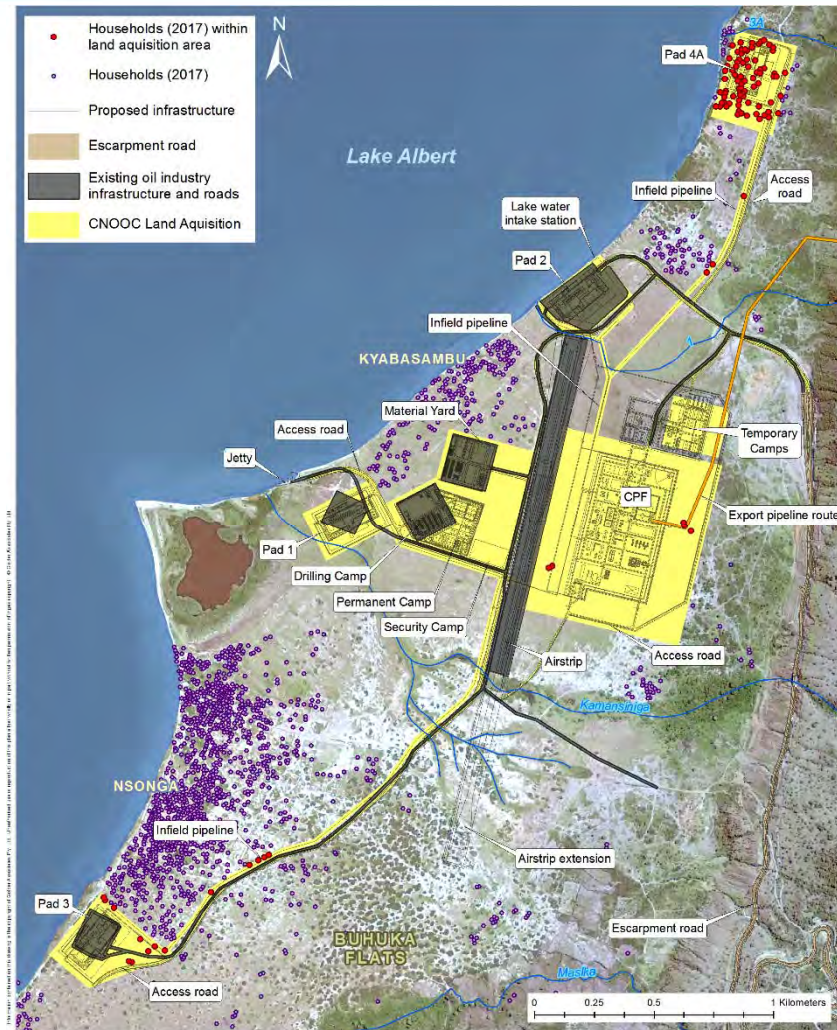 Households (2017) within
land aquisition area
Households (2017)
Proposed infrastructure
Escarpment road
Existing oil industry
infrastructure and roads
CNOOC Land Aquisition
N
Lake Albert
3A
Pad 4A
Infield pipeline
Access
road
Lake water
intake station
Pad 2
Infield pipeline
KYABASAMBU
Material Yard
Access road
Temporary
Camps
Jetty
CPF
Export pipeline route
Pad 1
Drilling Camp
Permanent Camp
Security Camp
Access road
Airstrip
Kamansiniga
NSONGA
Infield pipeline
Airstrip extension
Pad 3
Escarpment road
BUHUKA
FLATS
Masika
Access road
0 0.25 0.5 1 Kilometers